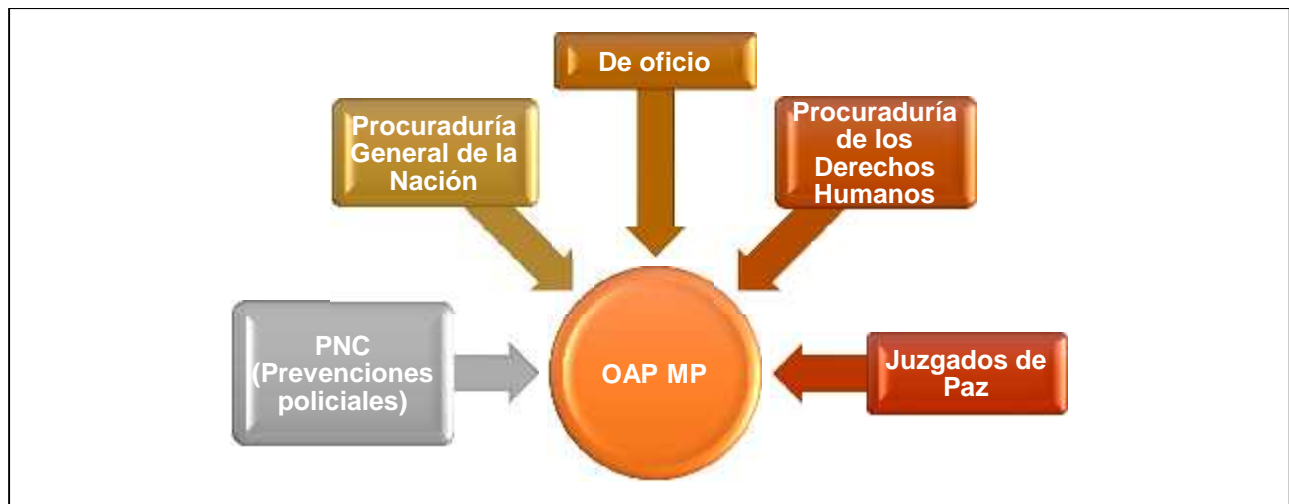 De oficio
Procuraduría
General de la
Nación
Procuraduría
de los
Derechos
Humanos
PNC
(Prevenciones
policiales)
OAP MP
Juzgados de
Paz